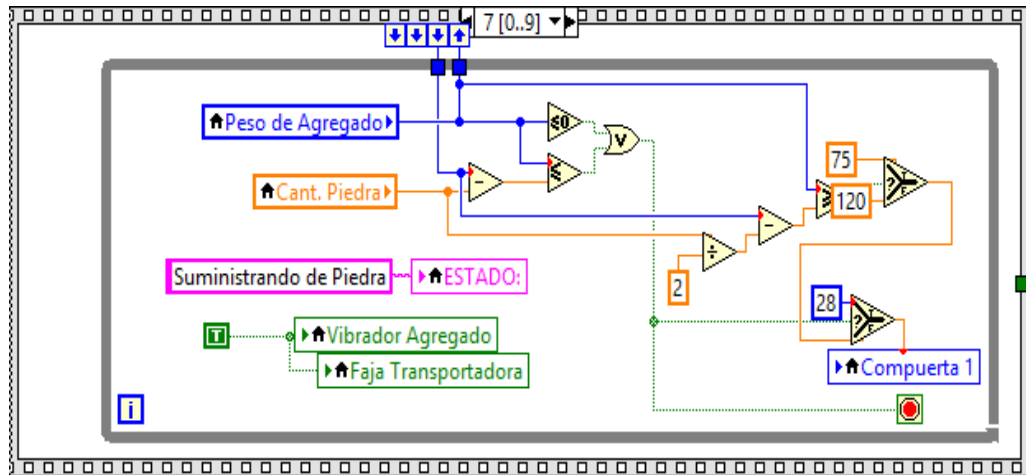 7 [0..9]
Peso de Agregado
≤0
V
≤
Cant. Piedra
-
75
?
120
≥
-
÷
2
Suministrando de Piedra
ESTADO:
28
?
T
Vibrador Agregado
Faja Transportadora
Compuerta 1
i